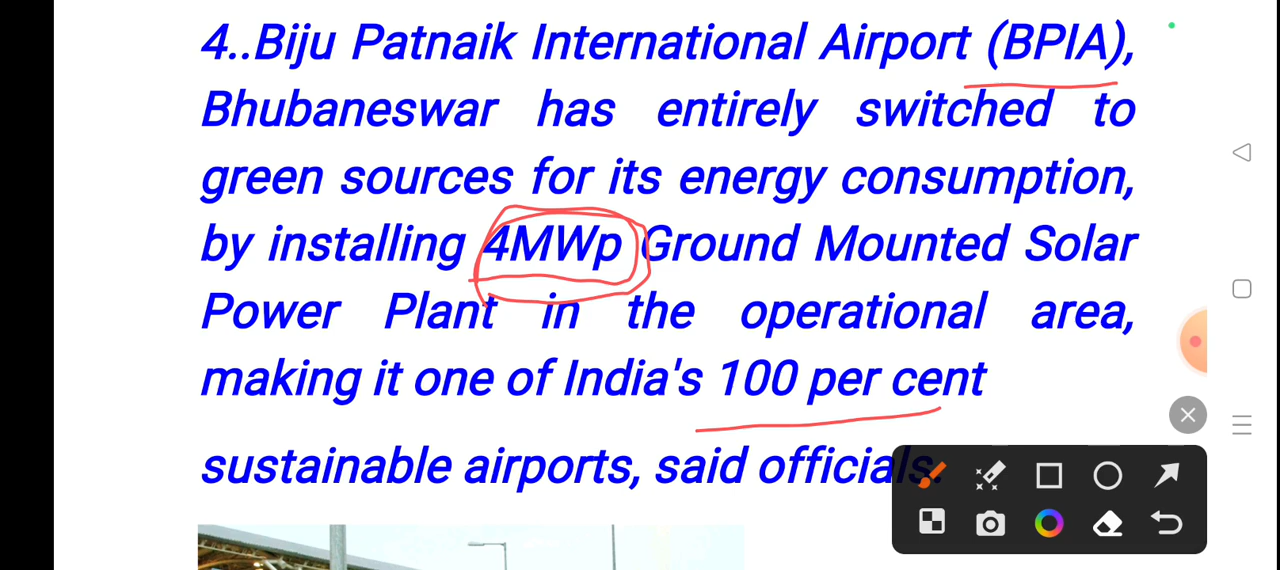 4..Biju Patnaik International Airport (BPIA),
Bhubaneswar has entirely switched to
green sources for its energy consumption,
by installing 4MWp Ground Mounted Solar
Power Plant in the operational area,
making it one of India's 100 per cent
sustainable airports, said officials.